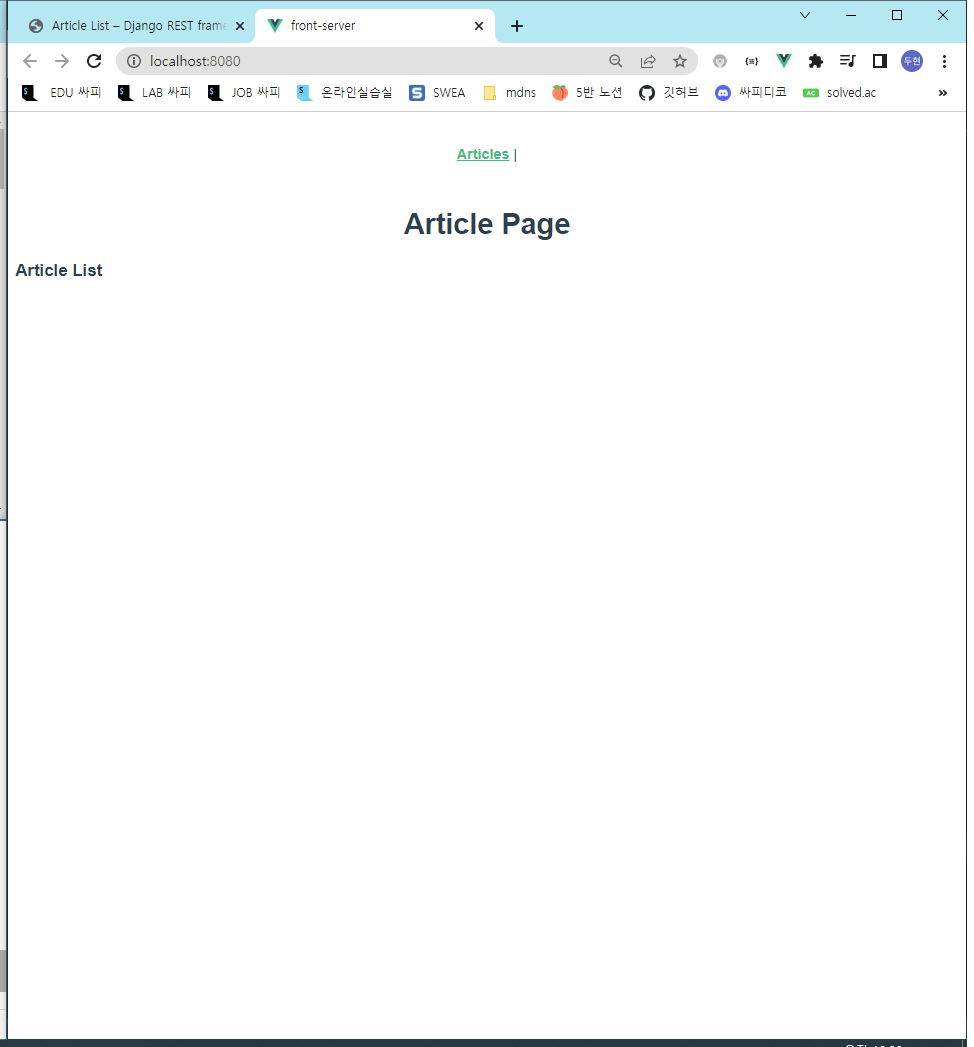 Article List – Django REST frame
front-server
localhost:8080
두현
EDU 싸피
LAB 싸피
JOB 싸피
온라인실습실
SWEA
mdns
5반 노션
깃허브
싸피디코
AC
solved.ac
»
Articles |
Article Page
Article List